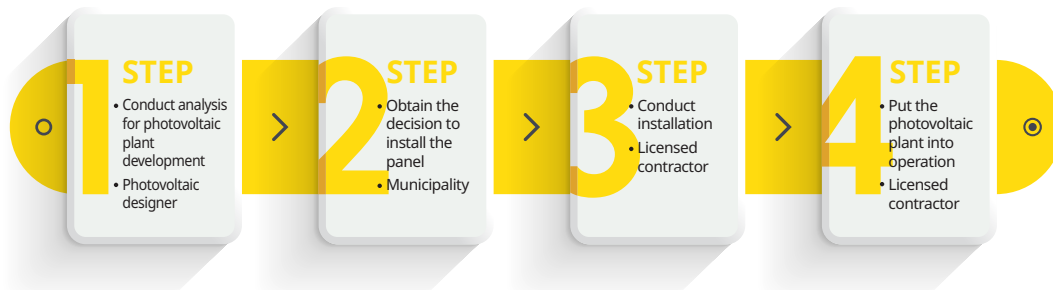 1
STEP
• Conduct analysis
for photovoltaic
plant
development
• Photovoltaic
designer
2
STEP
• Obtain the
decision to
install the
panel
• Municipality
3
STEP
• Conduct
installation
• Licensed
contractor
4
STEP
• Put the
photovoltaic
plant into
operation
• Licensed
contractor